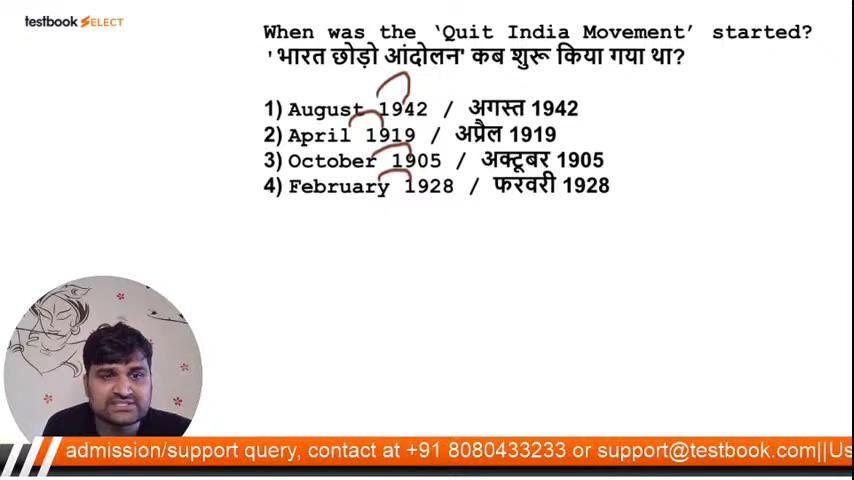 testbook SELECT
When was the ‘Quit India Movement’ started?
'भारत छोड़ो आंदोलन' कब शुरू किया गया था?
1) August 1942 / अगस्त 1942
2) April 1919 / अप्रैल 1919
3) October 1905 / अक्टूबर 1905
4) February 1928 / फरवरी 1928
admission/support query, contact at +91 8080433233 or support@testbook.com||Us